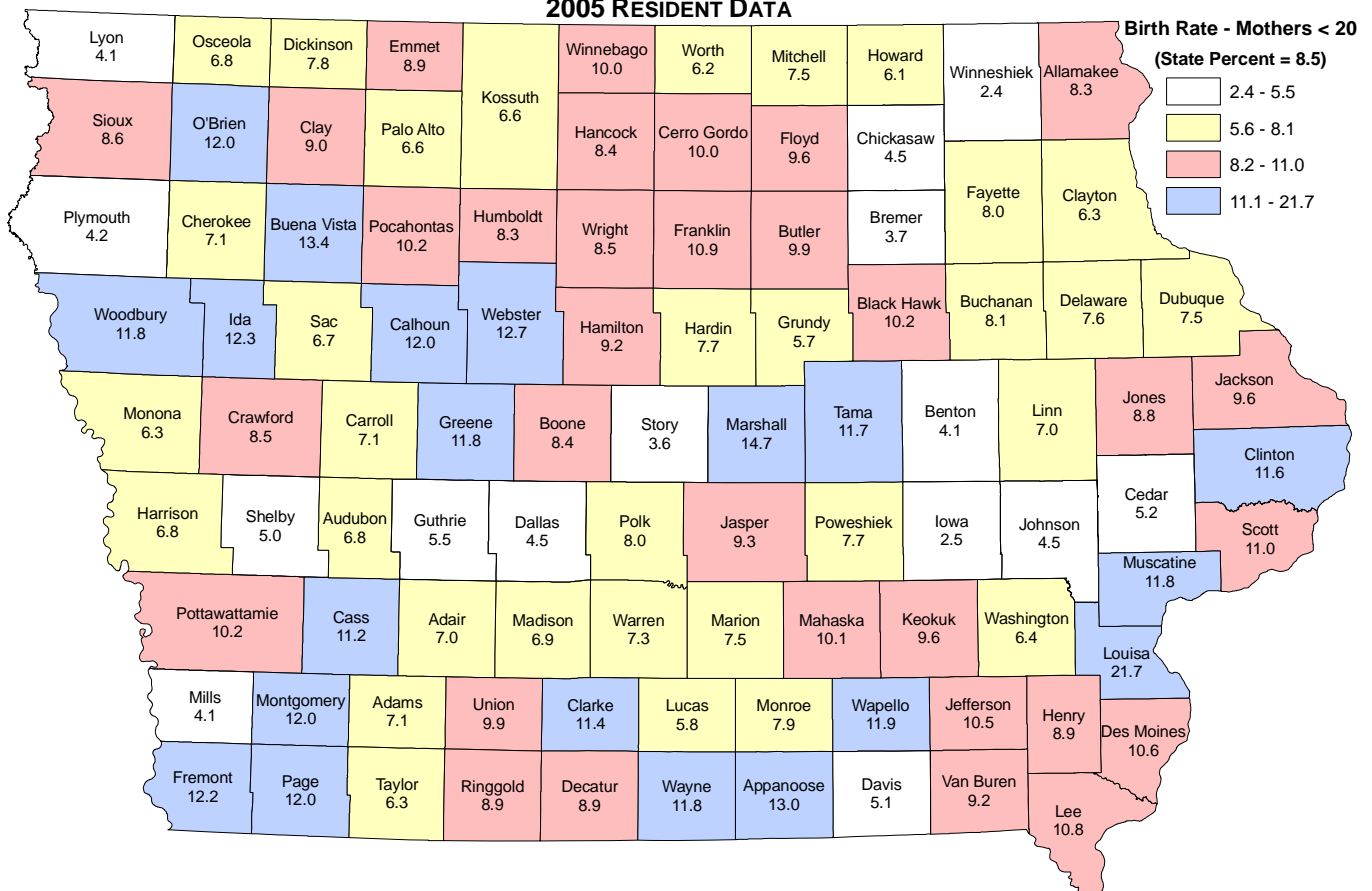 2005 RESIDENT DATA
Birth Rate - Mothers < 20
(State Percent = 8.5)
2.4 - 5.5
5.6 - 8.1
8.2 - 11.0
11.1 - 21.7
Lyon
4.1
Osceola
6.8
Dickinson
7.8
Emmet
8.9
Kossuth
6.6
Winnebago
10.0
Worth
6.2
Mitchell
7.5
Howard
6.1
Winneshiek
2.4
Allamakee
8.3
Sioux
8.6
O'Brien
12.0
Clay
9.0
Palo Alto
6.6
Hancock
8.4
Cerro Gordo
10.0
Floyd
9.6
Chickasaw
4.5
Fayette
8.0
Clayton
6.3
Plymouth
4.2
Cherokee
7.1
Buena Vista
13.4
Pocahontas
10.2
Humboldt
8.3
Wright
8.5
Franklin
10.9
Butler
9.9
Bremer
3.7
Woodbury
11.8
Ida
12.3
Sac
6.7
Calhoun
12.0
Webster
12.7
Hamilton
9.2
Hardin
7.7
Grundy
5.7
Black Hawk
10.2
Buchanan
8.1
Delaware
7.6
Dubuque
7.5
Monona
6.3
Crawford
8.5
Carroll
7.1
Greene
11.8
Boone
8.4
Story
3.6
Marshall
14.7
Tama
11.7
Benton
4.1
Linn
7.0
Jones
8.8
Jackson
9.6
Clinton
11.6
Harrison
6.8
Shelby
5.0
Audubon
6.8
Guthrie
5.5
Dallas
4.5
Polk
8.0
Jasper
9.3
Poweshiek
7.7
Iowa
2.5
Johnson
4.5
Cedar
5.2
Scott
11.0
Muscatine
11.8
Pottawattamie
10.2
Cass
11.2
Adair
7.0
Madison
6.9
Warren
7.3
Marion
7.5
Mahaska
10.1
Keokuk
9.6
Washington
6.4
Louisa
21.7
Mills
4.1
Montgomery
12.0
Adams
7.1
Union
9.9
Clarke
11.4
Lucas
5.8
Monroe
7.9
Wapello
11.9
Jefferson
10.5
Henry
8.9
Des Moines
10.6
Fremont
12.2
Page
12.0
Taylor
6.3
Ringgold
8.9
Decatur
8.9
Wayne
11.8
Appanoose
13.0
Davis
5.1
Van Buren
9.2
Lee
10.8